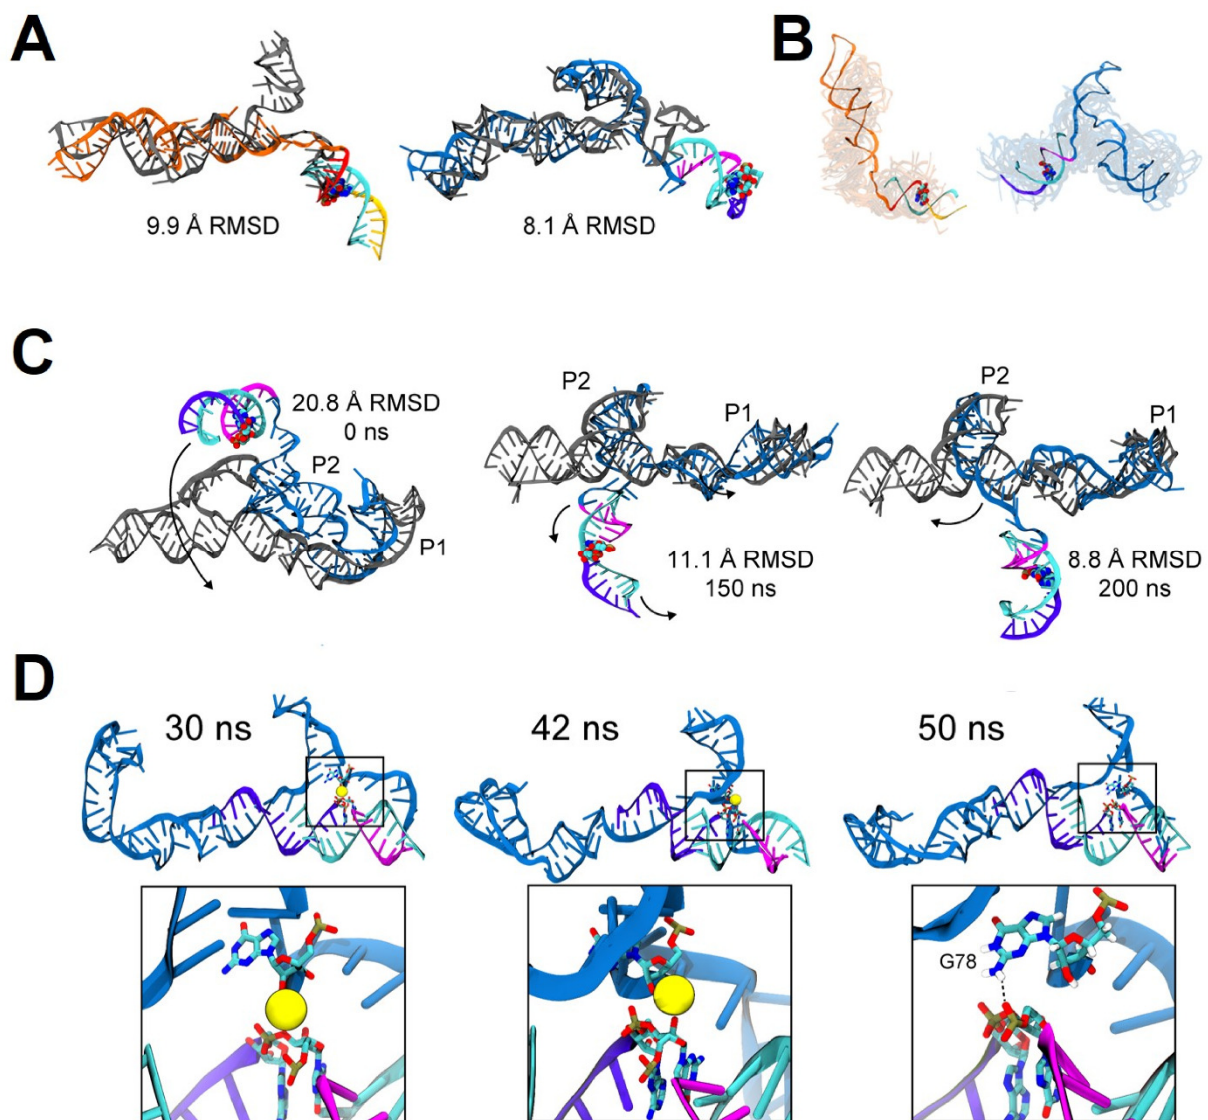 A
B
9.9 Å RMSD
8.1 Å RMSD
C
20.8 Å RMSD
0 ns
P2
P1
P2
P1
11.1 Å RMSD
150 ns
P2
P1
8.8 Å RMSD
200 ns
D
30 ns
42 ns
50 ns
G78